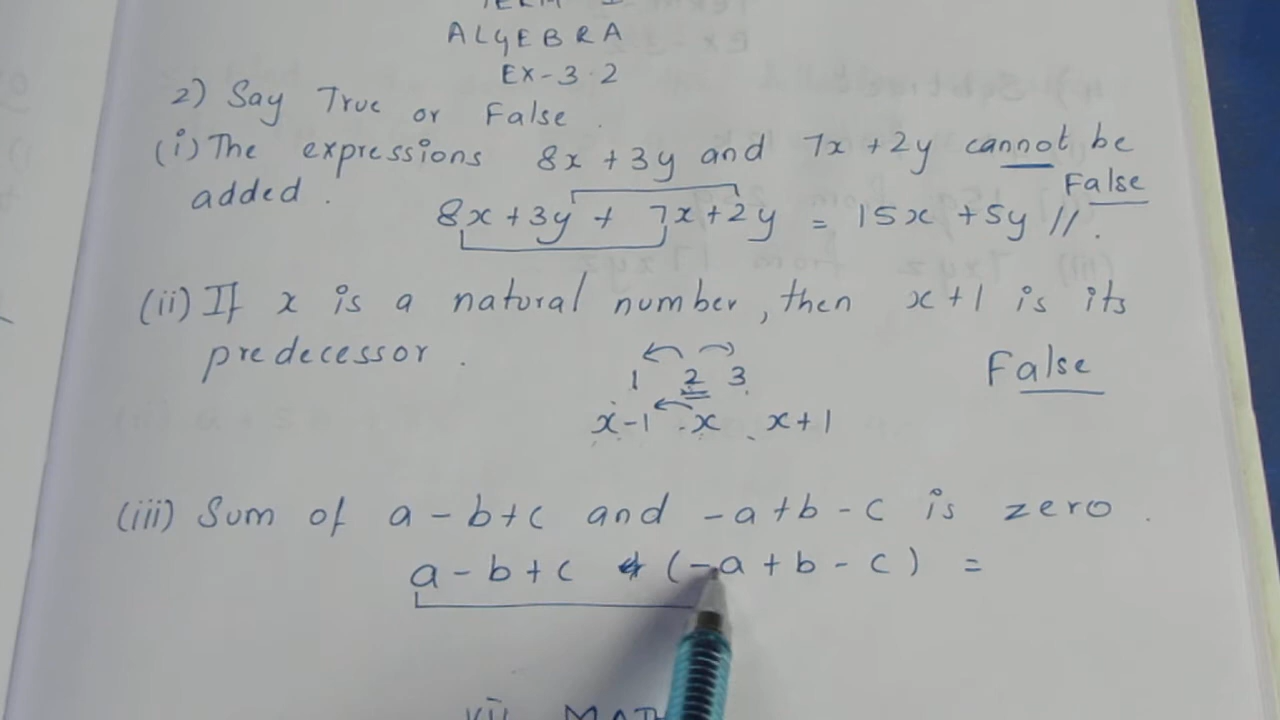 TERM I
ALGEBRA
EX-3.2
2) Say True or False.
(i) The expressions 8x + 3y and 7x + 2y cannot be
added.
False
8x + 3y + 7x + 2y = 15x + 5y //.
(ii) If x is a natural number, then x+1 is its
predecessor.
False
1 2 3
x-1 x x+1
(iii) Sum of a - b + c and -a + b - c is zero.
a - b + c + (-a + b - c) =